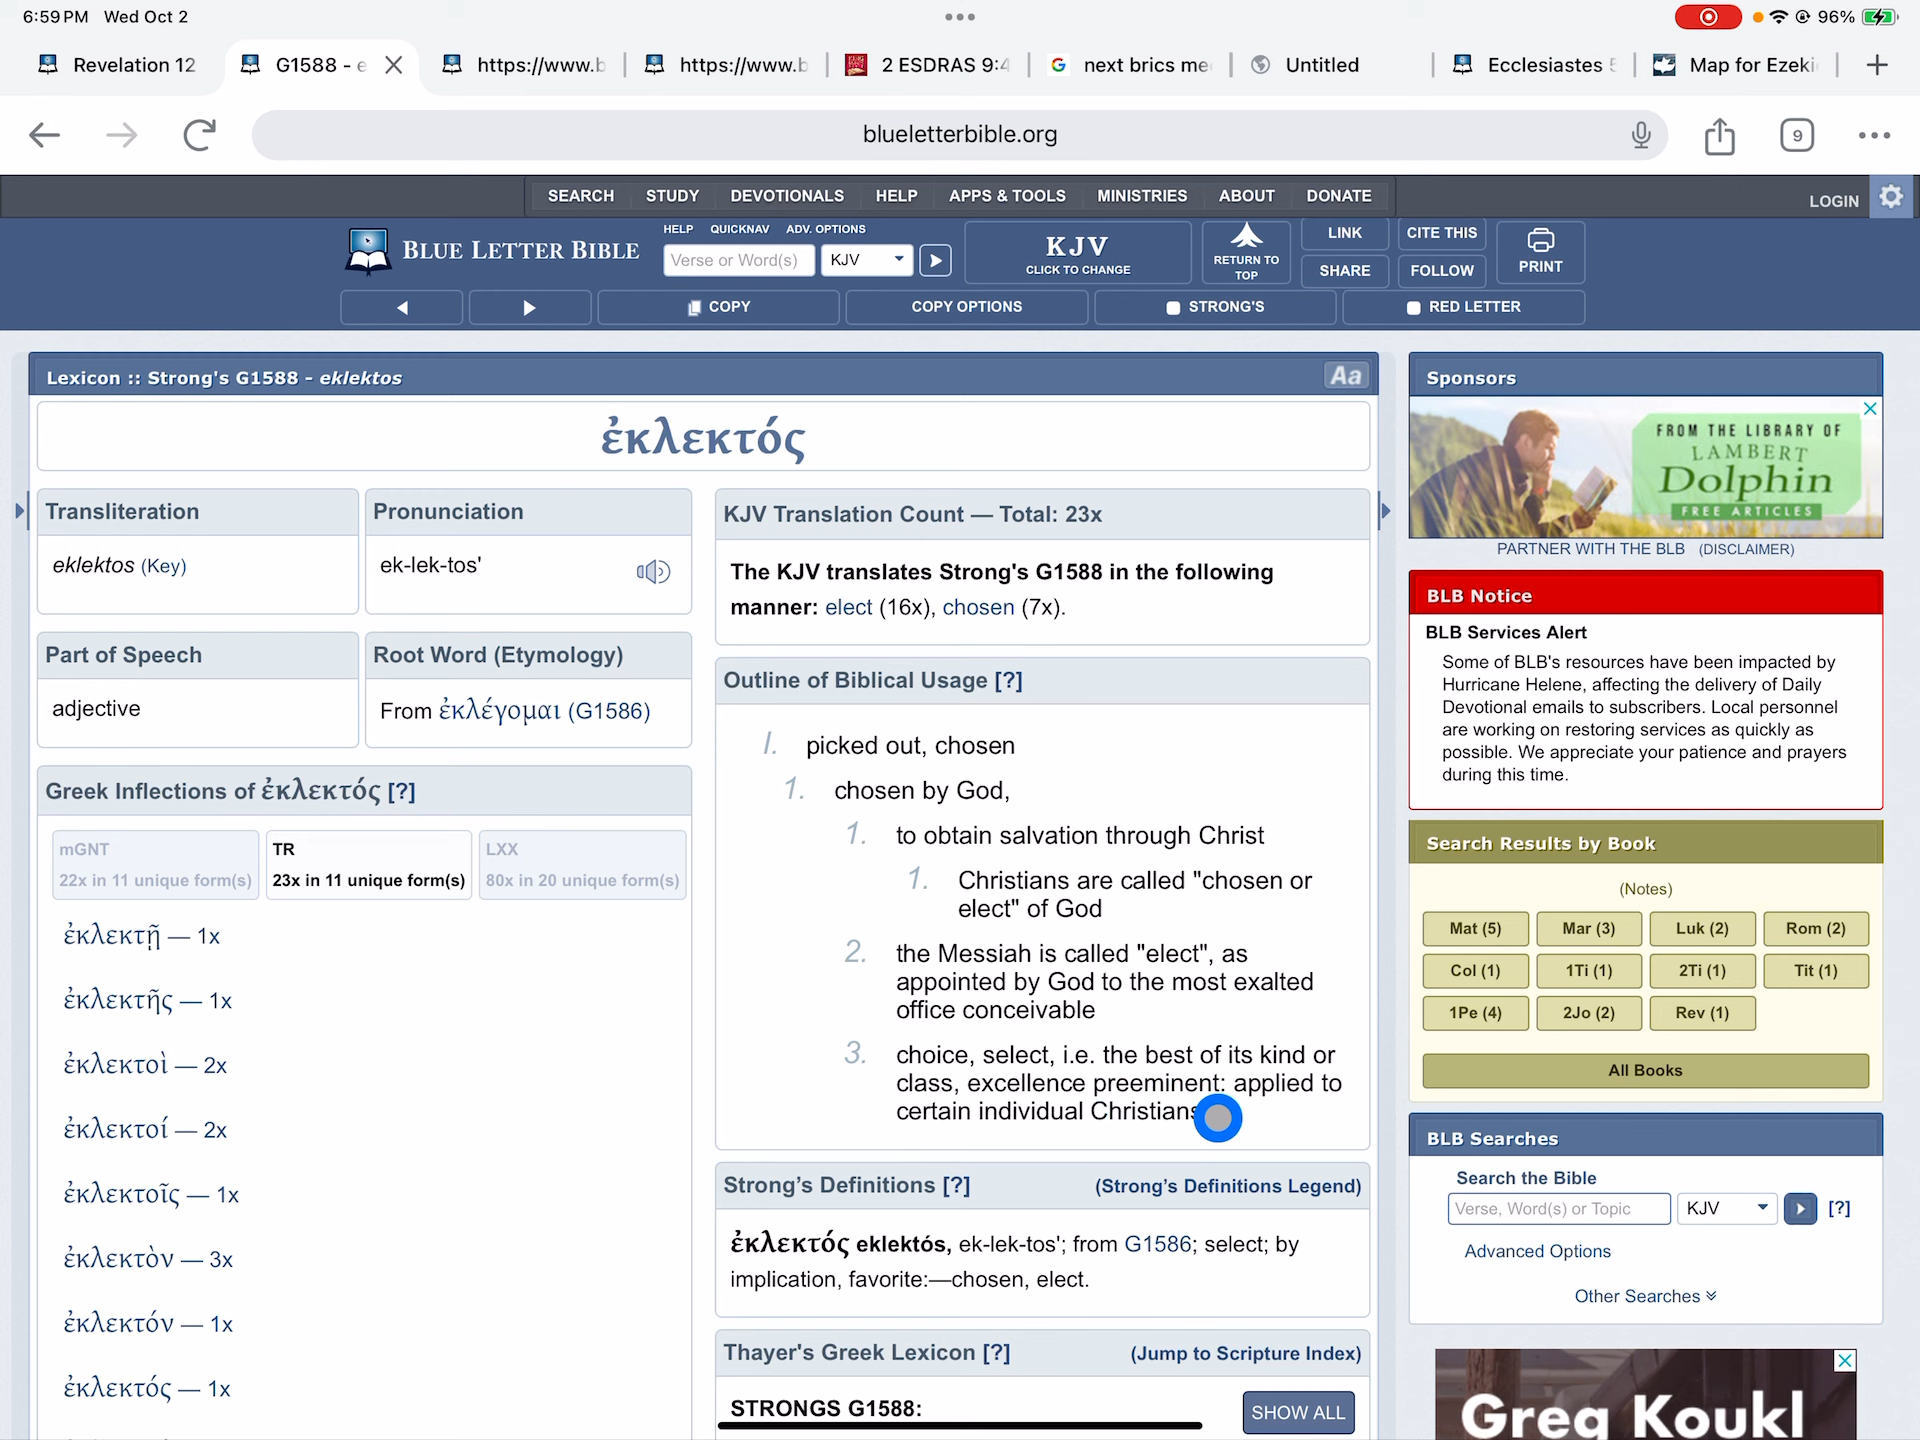 6:59 PM Wed Oct 2
96%
Revelation 12
G1588 - e
https://www.b
https://www.b
2 ESDRAS 9:4
next brics me
Untitled
Ecclesiastes 5
Map for Ezeki
blueletterbible.org
9
SEARCH STUDY DEVOTIONALS HELP APPS & TOOLS MINISTRIES ABOUT DONATE
LOGIN
BLUE LETTER BIBLE
HELP QUICKNAV ADV. OPTIONS
Verse or Word(s)
KJV
KJV
CLICK TO CHANGE
RETURN TO
TOP
LINK
SHARE
CITE THIS
FOLLOW
PRINT
COPY
COPY OPTIONS
STRONG'S
RED LETTER
Lexicon :: Strong's G1588 - eklektos
Aa
ἐκλεκτός
Transliteration
eklektos (Key)
Pronunciation
ek-lek-tos'
Part of Speech
adjective
Root Word (Etymology)
From ἐκλέγομαι (G1586)
Greek Inflections of ἐκλεκτός [?]
mGNT
22x in 11 unique form(s)
TR
23x in 11 unique form(s)
LXX
80x in 20 unique form(s)
ἐκλεκτῇ — 1x
ἐκλεκτῆς — 1x
ἐκλεκτοὶ — 2x
ἐκλεκτοί — 2x
ἐκλεκτοῖς — 1x
ἐκλεκτὸν — 3x
ἐκλεκτόν — 1x
ἐκλεκτός — 1x
KJV Translation Count — Total: 23x
The KJV translates Strong's G1588 in the following
manner: elect (16x), chosen (7x).
Outline of Biblical Usage [?]
I. picked out, chosen
1. chosen by God,
1. to obtain salvation through Christ
1. Christians are called "chosen or
elect" of God
2. the Messiah is called "elect", as
appointed by God to the most exalted
office conceivable
3. choice, select, i.e. the best of its kind or
class, excellence preeminent: applied to
certain individual Christians
Strong's Definitions [?]
(Strong's Definitions Legend)
ἐκλεκτός eklektós, ek-lek-tos'; from G1586; select; by
implication, favorite:—chosen, elect.
Thayer's Greek Lexicon [?]
(Jump to Scripture Index)
STRONGS G1588:
SHOW ALL
Sponsors
FROM THE LIBRARY OF
LAMBERT
Dolphin
FREE ARTICLES
PARTNER WITH THE BLB (DISCLAIMER)
BLB Notice
BLB Services Alert
Some of BLB's resources have been impacted by
Hurricane Helene, affecting the delivery of Daily
Devotional emails to subscribers. Local personnel
are working on restoring services as quickly as
possible. We appreciate your patience and prayers
during this time.
Search Results by Book
(Notes)
Mat (5) Mar (3) Luk (2) Rom (2)
Col (1) 1Ti (1) 2Ti (1) Tit (1)
1Pe (4) 2Jo (2) Rev (1)
All Books
BLB Searches
Search the Bible
Verse, Word(s) or Topic
KJV
[?]
Advanced Options
Other Searches
Greg Koukl